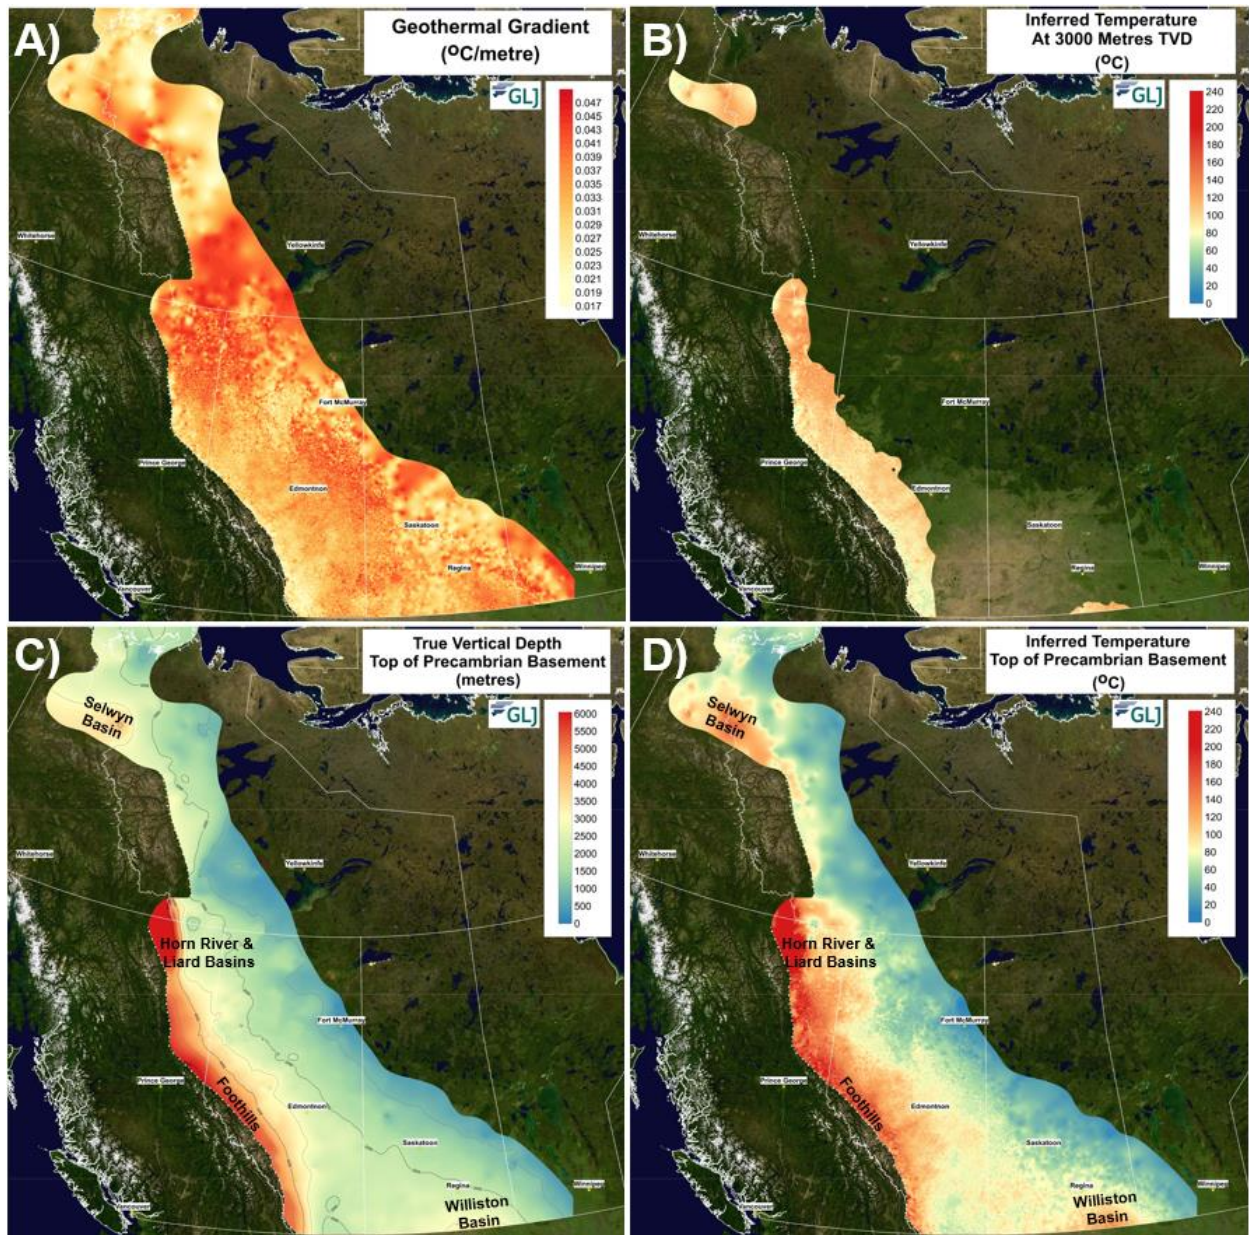 A)
Geothermal Gradient
(ºC/metre)
GLJ
0.047
0.045
0.043
0.041
0.039
0.037
0.035
0.033
0.031
0.029
0.027
0.025
0.023
0.021
0.019
0.017
Whitehorse
Yellowkinfe
Fort McMurray
Prince George
Edmontnon
Saskatoon
Regina
Winnipeg
Vancouver
B)
Inferred Temperature
At 3000 Metres TVD
(ºC)
GLJ
240
220
200
180
160
140
120
100
80
60
40
20
0
Whitehorse
Yellowkinfe
Fort McMurray
Prince George
Edmontnon
Saskatoon
Regina
Winnipeg
Vancouver
C)
True Vertical Depth
Top of Precambrian Basement
(metres)
GLJ
6000
5500
5000
4500
4000
3500
3000
2500
2000
1500
1000
500
0
Selwyn
Basin
Whitehorse
Yellowkinfe
Horn River &
Liard Basins
Fort McMurray
Prince George
Foothills
Edmontnon
Saskatoon
Regina
Winnipeg
Williston
Basin
Vancouver
D)
Inferred Temperature
Top of Precambrian Basement
(ºC)
GLJ
240
220
200
180
160
140
120
100
80
60
40
20
0
Selwyn
Basin
Whitehorse
Yellowkinfe
Horn River &
Liard Basins
Fort McMurray
Prince George
Foothills
Edmontnon
Saskatoon
Regina
Winnipeg
Williston
Basin
Vancouver